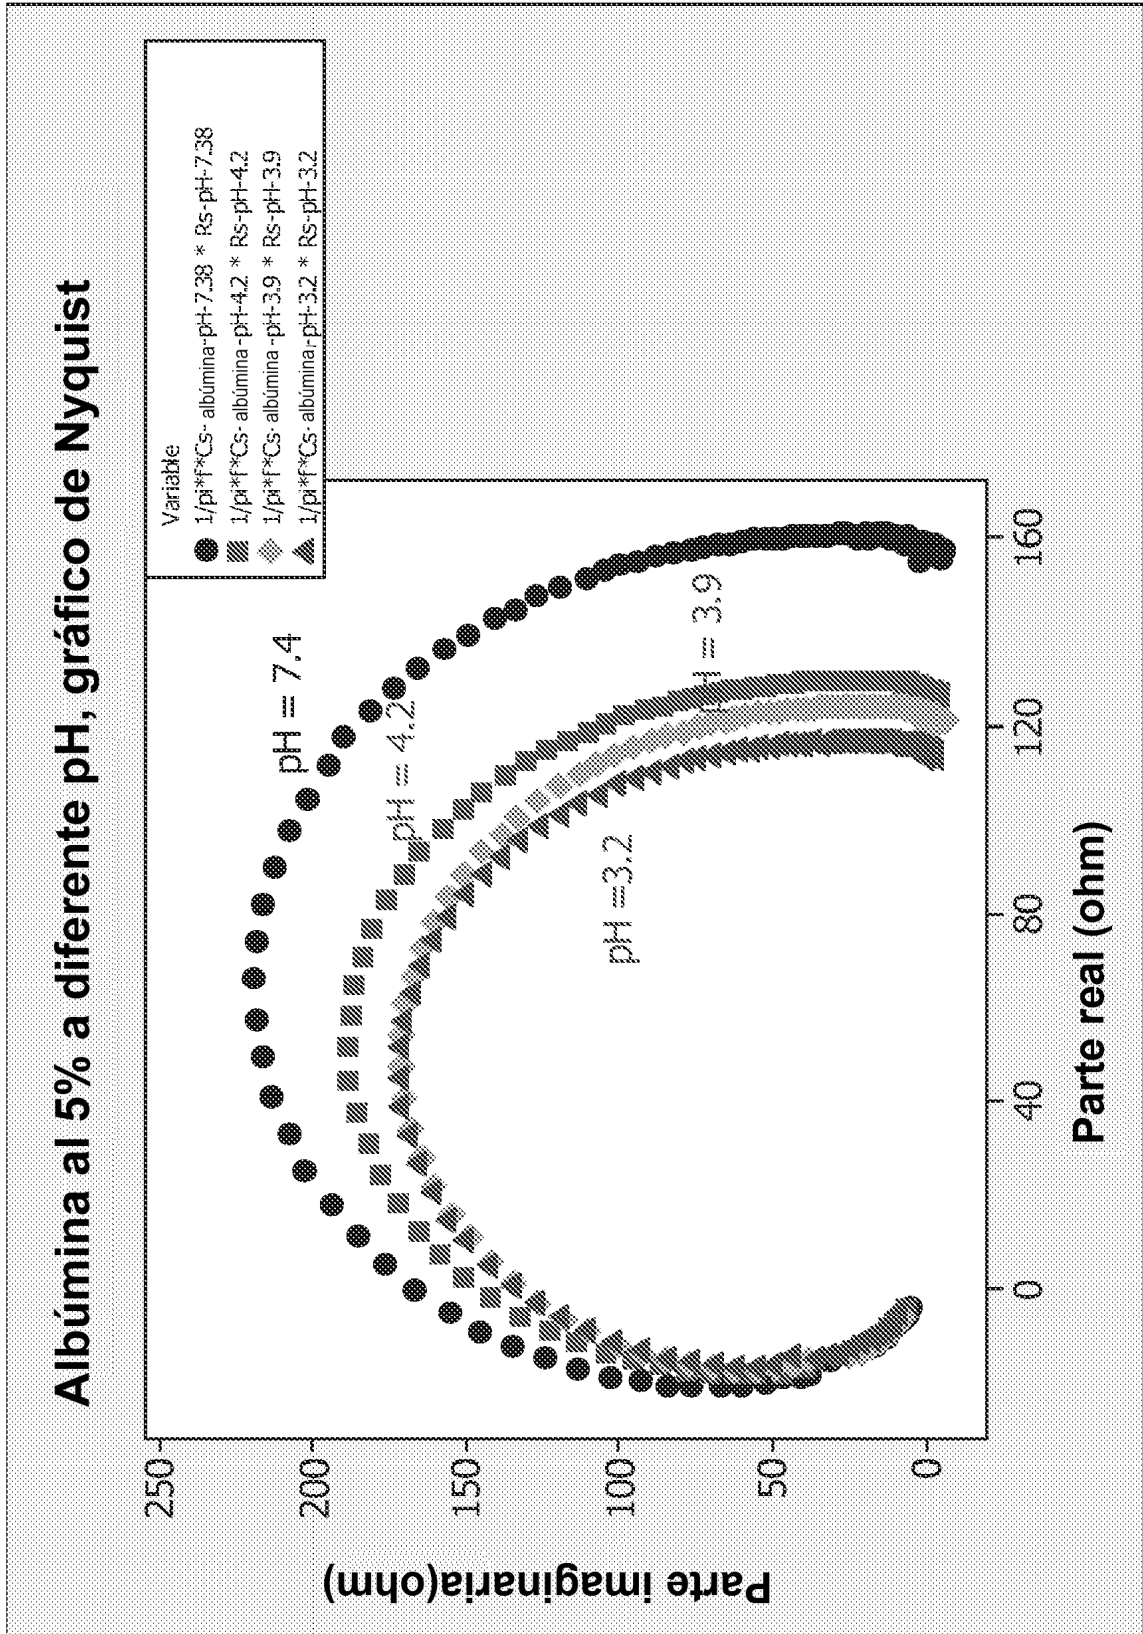 Albúmina al 5% a diferente pH, gráfico de Nyquist
Variable
1/pi*f*Cs- albúmina-pH-7.38 * Rs-pH-7.38
1/pi*f*Cs- albúmina -pH-4.2 * Rs-pH-4.2
1/pi*f*Cs- albúmina -pH-3.9 * Rs-pH-3.9
1/pi*f*Cs- albúmina,-pH-3.2 * Rs-pH-3.2
pH = 7.4
pH = 4.2
pH = 3.9
pH =3.2
250
200
150
100
50
0
Parte imaginaria(ohm)
0
40
80
120
160
Parte real (ohm)